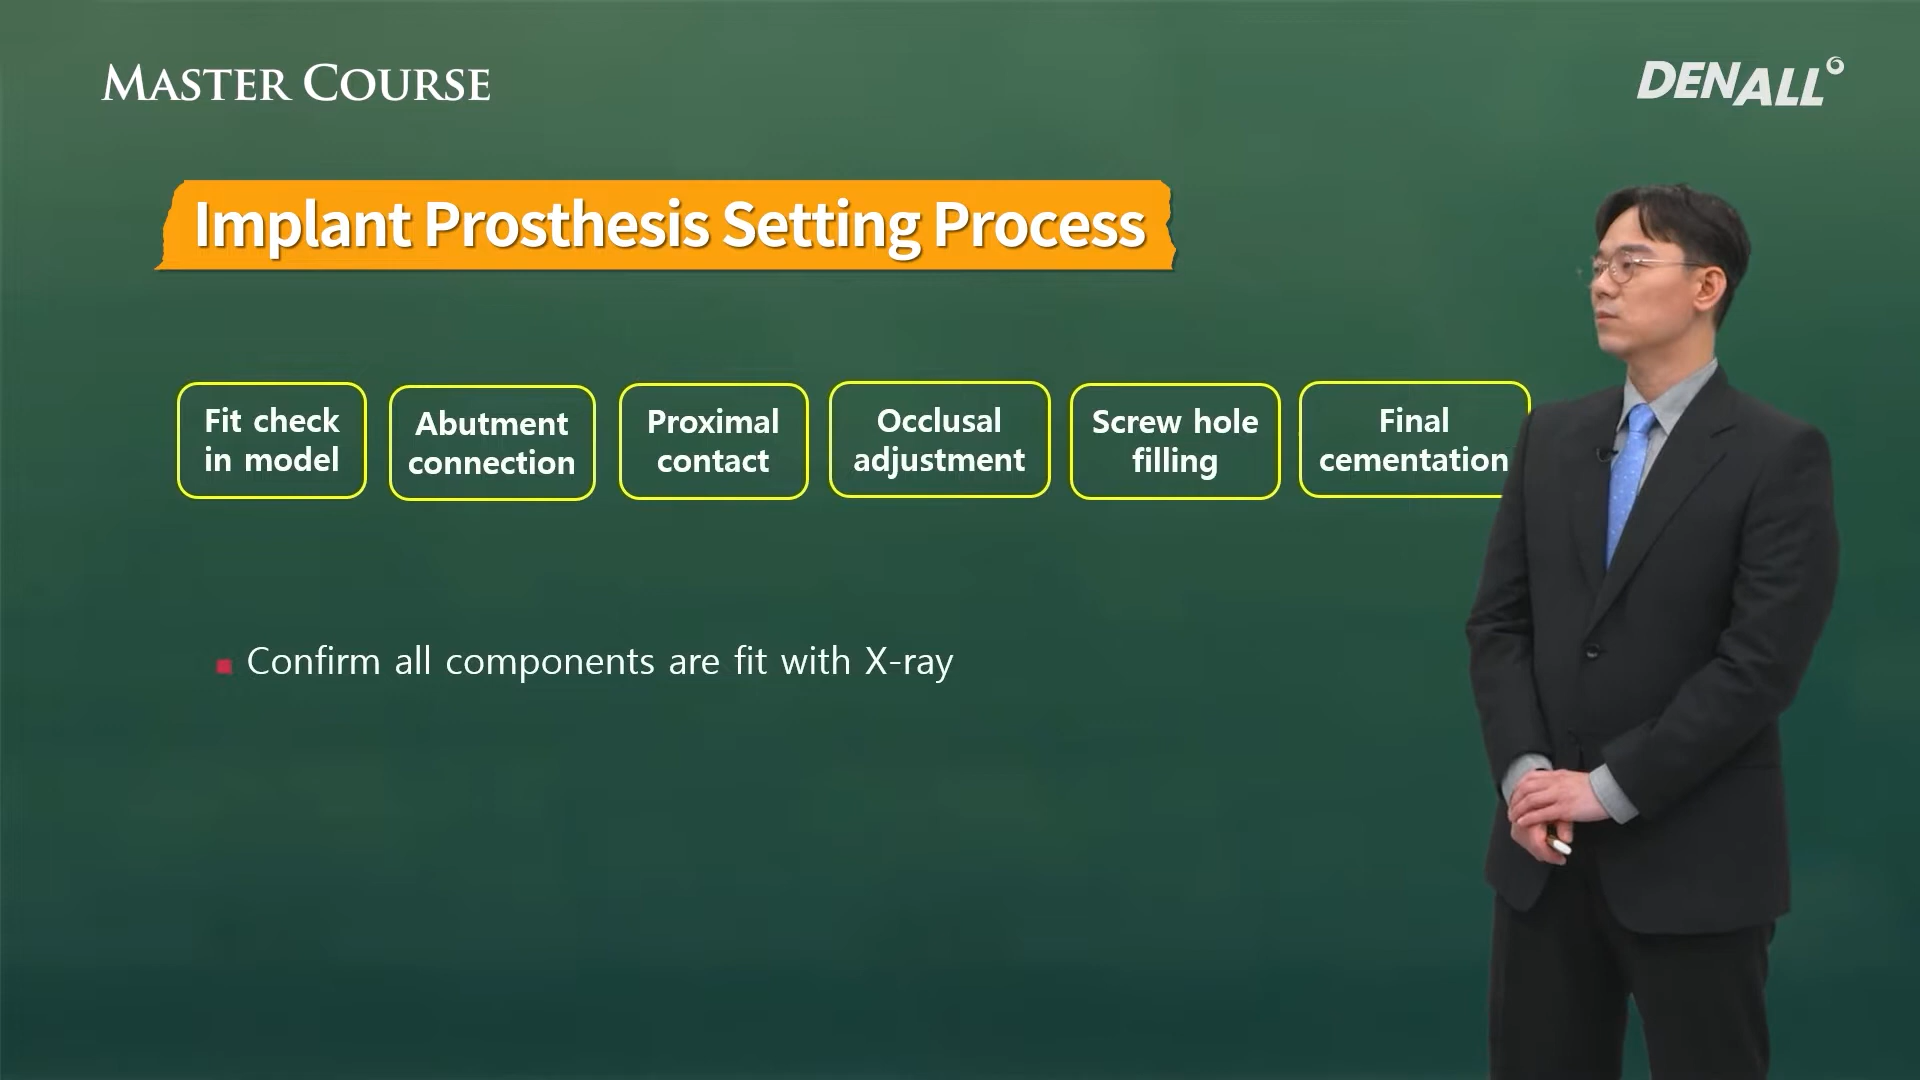 MASTER COURSE
DENALL
Implant Prosthesis Setting Process
Fit check
in model
Abutment
connection
Proximal
contact
Occlusal
adjustment
Screw hole
filling
Final
cementation
Confirm all components are fit with X-ray